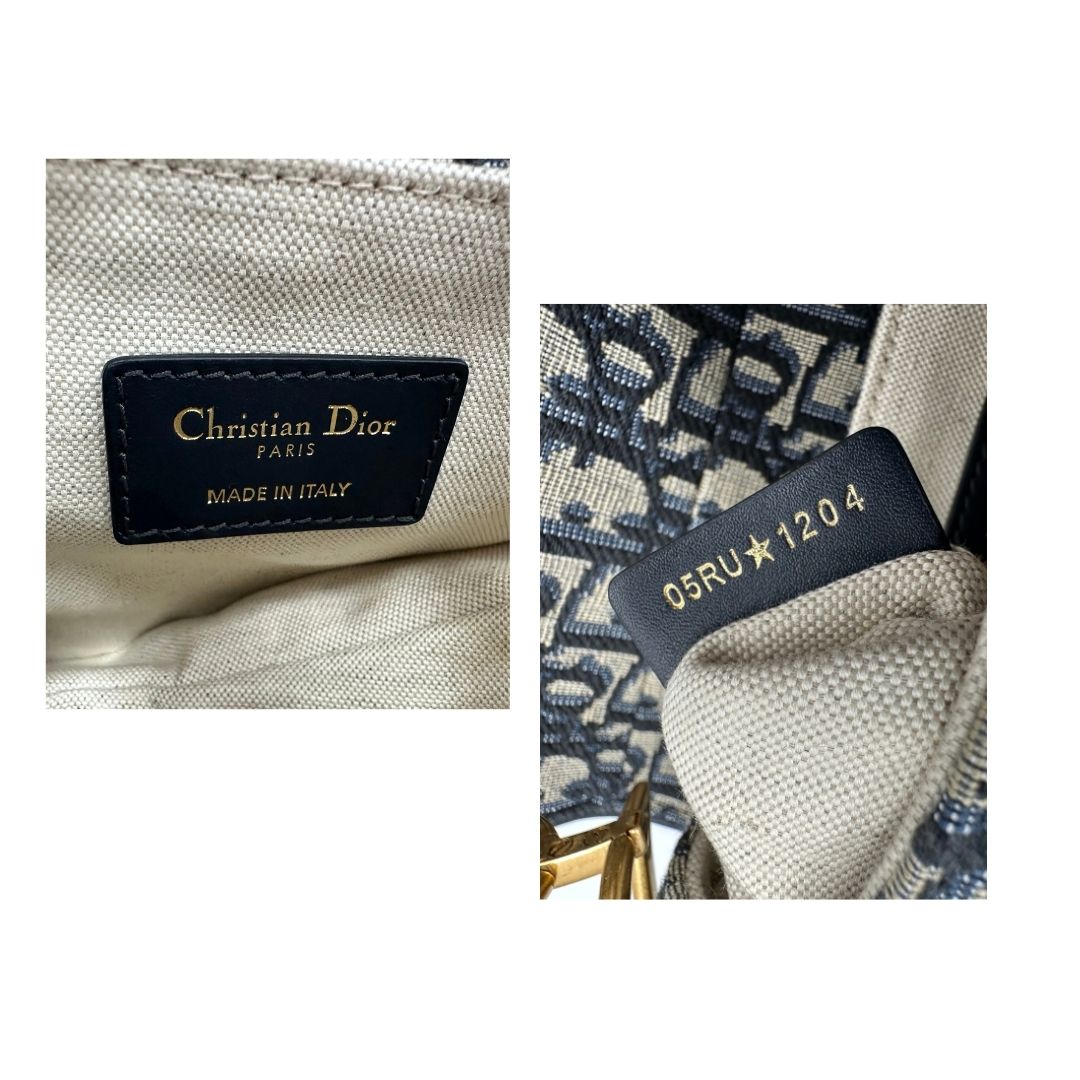 Christian Dior
PARIS
MADE IN ITALY
05RU★1204